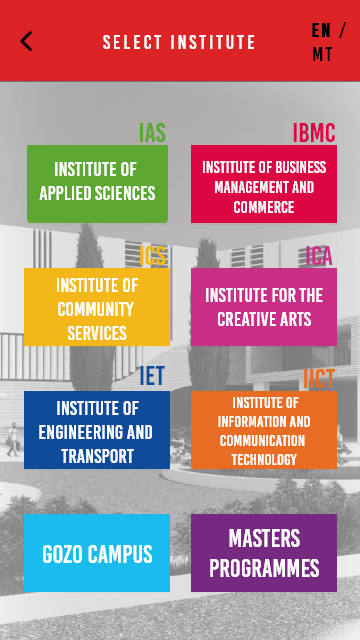 SELECT INSTITUTE
EN /
MT
IAS
INSTITUTE OF
APPLIED SCIENCES
IBMC
INSTITUTE OF BUSINESS
MANAGEMENT AND
COMMERCE
ICS
INSTITUTE OF
COMMUNITY
SERVICES
ICA
INSTITUTE FOR THE
CREATIVE ARTS
IET
INSTITUTE OF
ENGINEERING AND
TRANSPORT
IICT
INSTITUTE OF
INFORMATION AND
COMMUNICATION
TECHNOLOGY
GOZO CAMPUS
MASTERS
PROGRAMMES